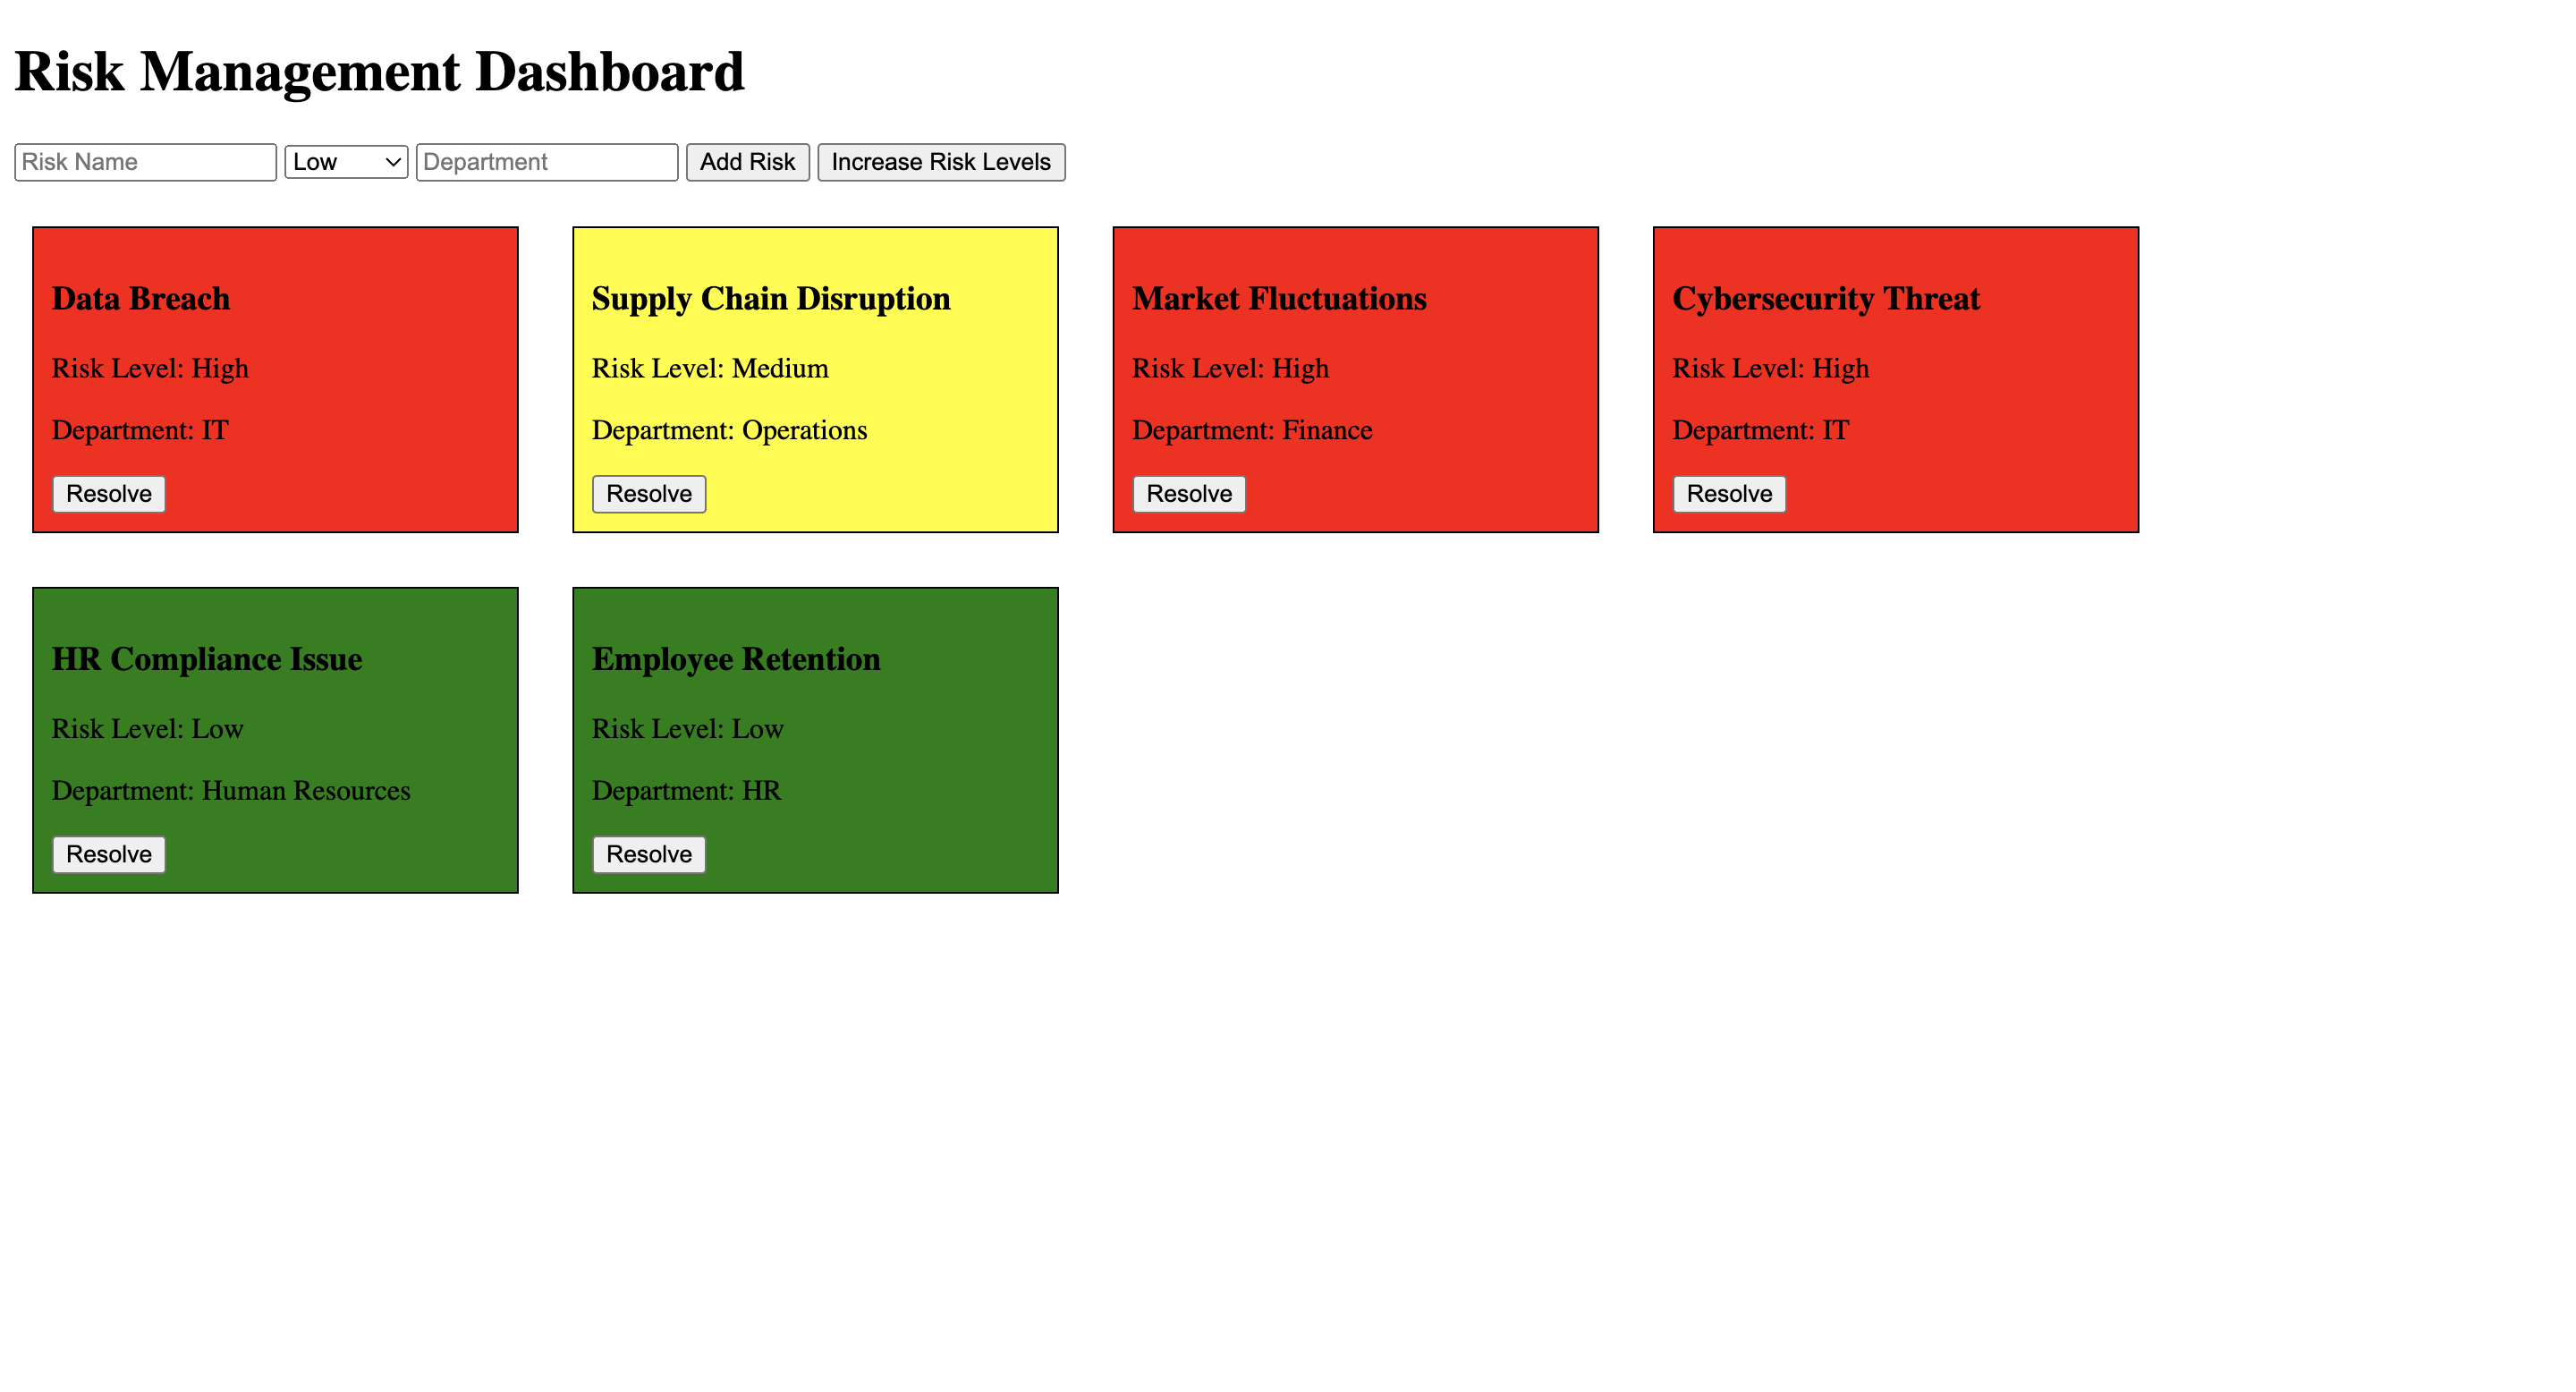 Risk Management Dashboard
Risk Name Low Department Add Risk Increase Risk Levels
Data Breach
Risk Level: High
Department: IT
Resolve
Supply Chain Disruption
Risk Level: Medium
Department: Operations
Resolve
Market Fluctuations
Risk Level: High
Department: Finance
Resolve
Cybersecurity Threat
Risk Level: High
Department: IT
Resolve
HR Compliance Issue
Risk Level: Low
Department: Human Resources
Resolve
Employee Retention
Risk Level: Low
Department: HR
Resolve